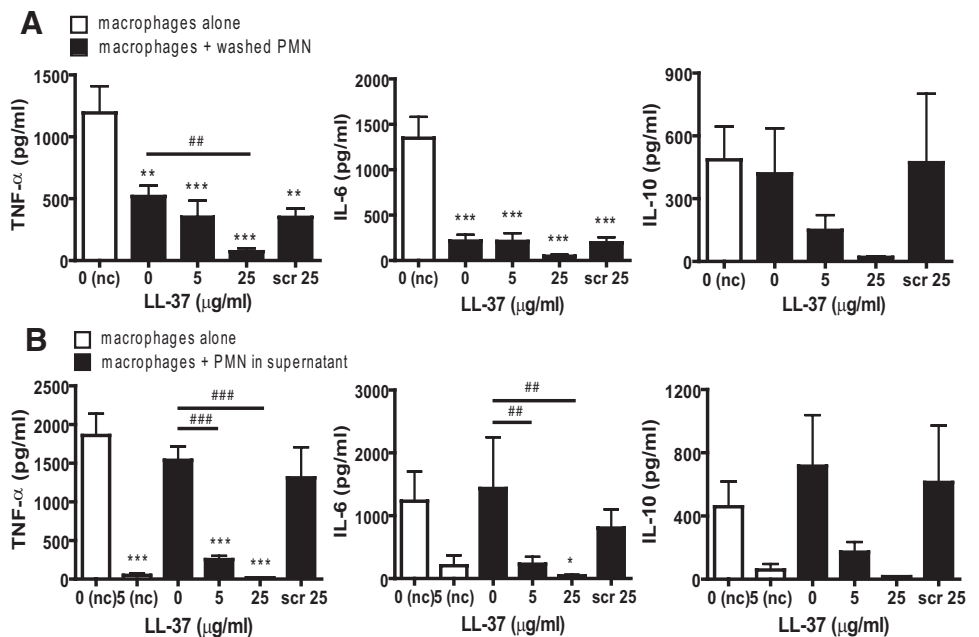 A
macrophages alone
macrophages + washed PMN
TNF-α (pg/ml)
1500
1000
500
0
##
**
***
***
**
0 (nc)
0
5
25
scr 25
LL-37 (μg/ml)
IL-6 (pg/ml)
2000
1500
1000
500
0
***
***
***
***
0 (nc)
0
5
25
scr 25
LL-37 (μg/ml)
IL-10 (pg/ml)
900
600
300
0
0 (nc)
0
5
25
scr 25
LL-37 (μg/ml)
B
macrophages alone
macrophages + PMN in supernatant
TNF-α (pg/ml)
2500
2000
1500
1000
500
0
###
###
***
***
***
0 (nc)
5 (nc)
0
5
25
scr 25
LL-37 (μg/ml)
IL-6 (pg/ml)
3000
2000
1000
0
##
##
*
0 (nc)
5 (nc)
0
5
25
scr 25
LL-37 (μg/ml)
IL-10 (pg/ml)
1200
800
400
0
0 (nc)
5 (nc)
0
5
25
scr 25
LL-37 (μg/ml)